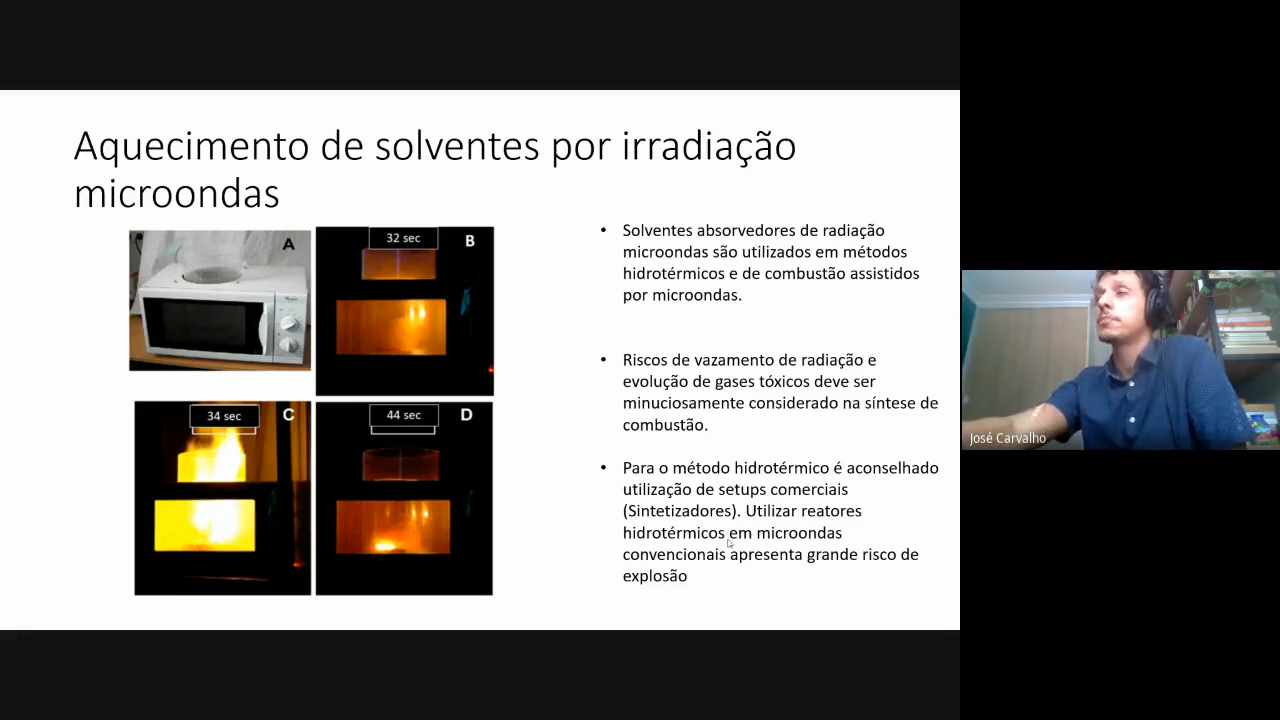 Aquecimento de solventes por irradiação
microondas
A
32 sec
B
34 sec
C
44 sec
D
• Solventes absorvedores de radiação
microondas são utilizados em métodos
hidrotérmicos e de combustão assistidos
por microondas.
• Riscos de vazamento de radiação e
evolução de gases tóxicos deve ser
minuciosamente considerado na síntese de
combustão.
• Para o método hidrotérmico é aconselhado
utilização de setups comerciais
(Sintetizadores). Utilizar reatores
hidrotérmicos em microondas
convencionais apresenta grande risco de
explosão
José Carvalho